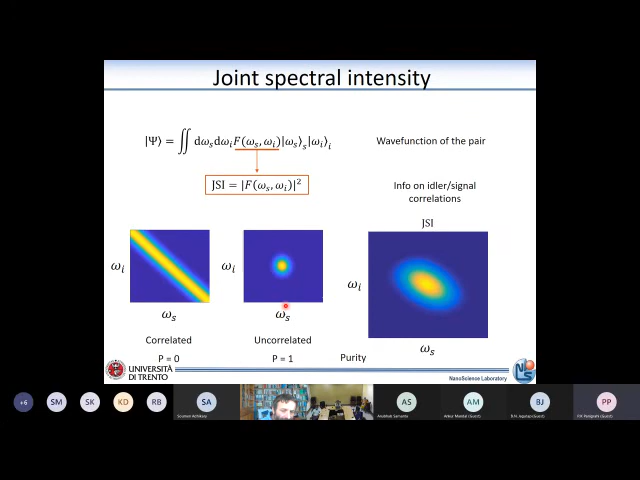 Joint spectral intensity
|Ψ⟩ = ∬ dω_s dω_i F(ω_s, ω_i)|ω_s⟩_s|ω_i⟩_i
Wavefunction of the pair
JSI = |F(ω_s, ω_i)|²
Info on idler/signal
correlations
JSI
ω_i
ω_i
ω_i
ω_s
ω_s
ω_s
Correlated
Uncorrelated
P = 0
P = 1
Purity
UNIVERSITÀ
DI TRENTO
NanoScience Laboratory
+6
SM
SK
KD
RB
SA
AS
AM
BJ
PP